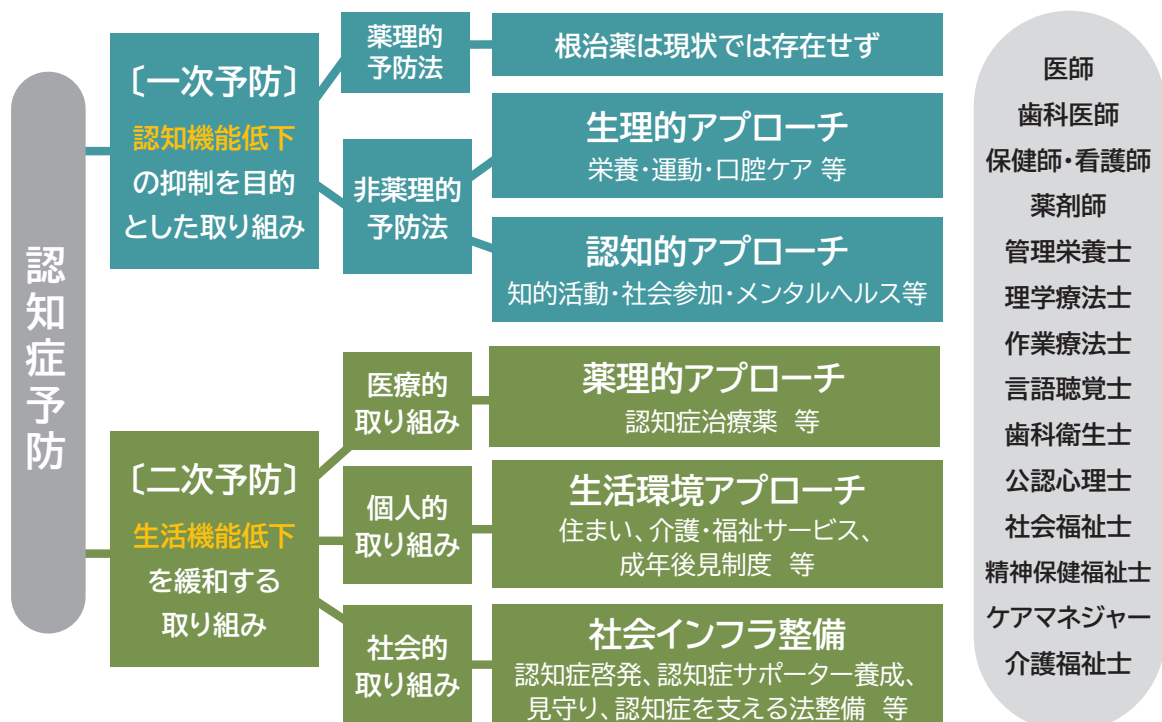 認知症予防
〔一次予防〕
認知機能低下
の抑制を目的
とした取り組み
薬理的
予防法
根治薬は現状では存在せず
非薬理的
予防法
生理的アプローチ
栄養・運動・口腔ケア 等
認知的アプローチ
知的活動・社会参加・メンタルヘルス等
〔二次予防〕
生活機能低下
を緩和する
取り組み
医療的
取り組み
薬理的アプローチ
認知症治療薬 等
個人的
取り組み
生活環境アプローチ
住まい、介護・福祉サービス、
成年後見制度 等
社会的
取り組み
社会インフラ整備
認知症啓発、認知症サポーター養成、
見守り、認知症を支える法整備 等
医師
歯科医師
保健師・看護師
薬剤師
管理栄養士
理学療法士
作業療法士
言語聴覚士
歯科衛生士
公認心理士
社会福祉士
精神保健福祉士
ケアマネジャー
介護福祉士